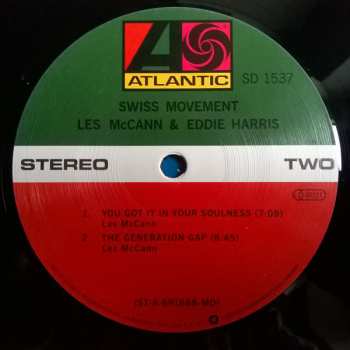 ATLANTIC
SD 1537
SWISS MOVEMENT
LES McCANN & EDDIE HARRIS
STEREO
TWO
1. YOU GOT IT IN YOUR SOULNESS (7:08)
Les McCann
2. THE GENERATION GAP (8:45)
Les McCann